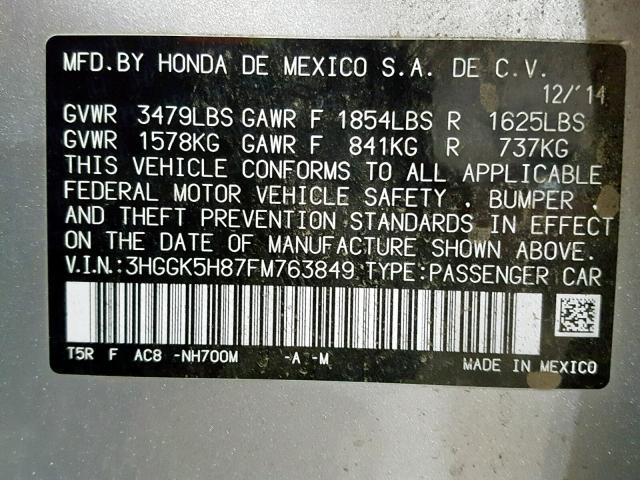 MFD.BY HONDA DE MEXICO S.A. DE C.V.
12/'14
GVWR 3479LBS GAWR F 1854LBS R 1625LBS
GVWR 1578KG GAWR F 841KG R 737KG
THIS VEHICLE CONFORMS TO ALL APPLICABLE
FEDERAL MOTOR VEHICLE SAFETY , BUMPER ,
AND THEFT PREVENTION STANDARDS IN EFFECT
ON THE DATE OF MANUFACTURE SHOWN ABOVE.
V.I.N.:3HGGK5H87FM763849 TYPE:PASSENGER CAR
T5R F AC8 -NH700M -A -M
MADE IN MEXICO